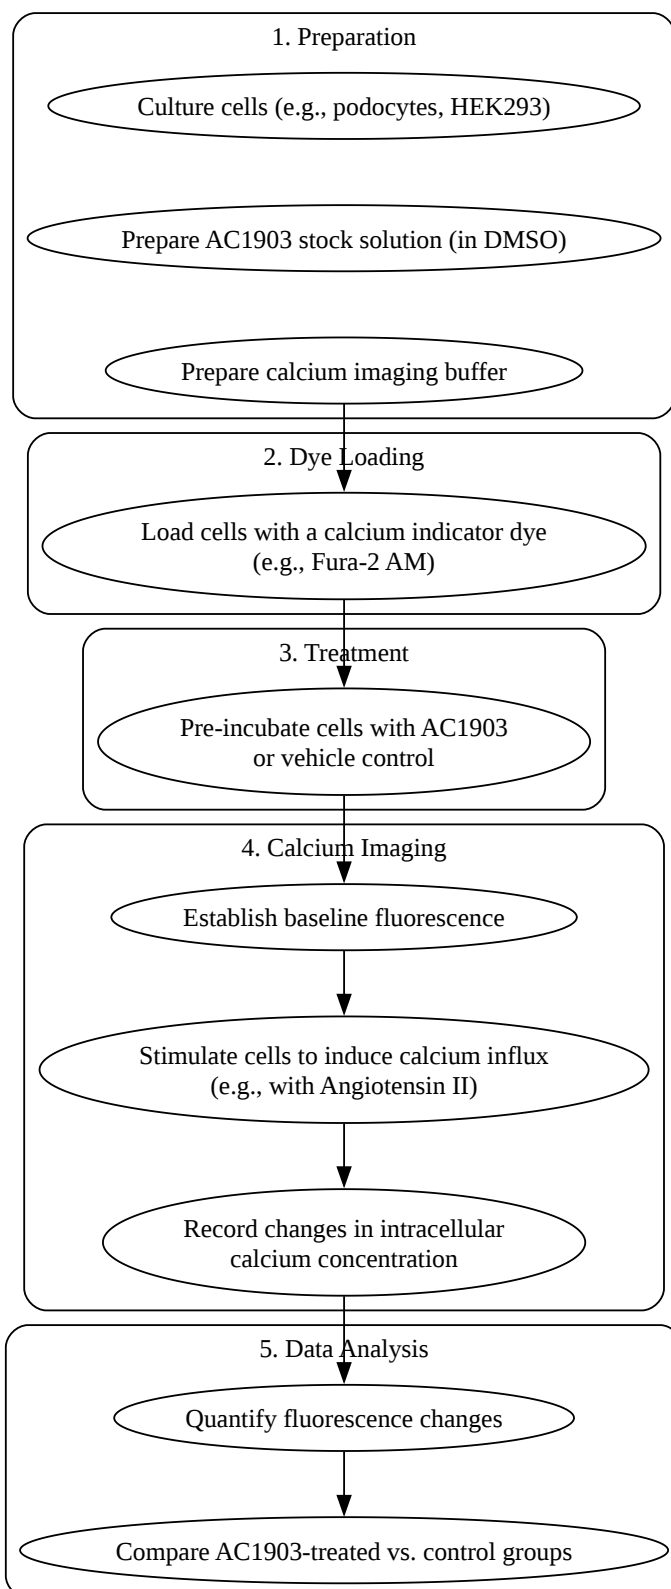 1. Preparation
Culture cells (e.g., podocytes, HEK293)
Prepare AC1903 stock solution (in DMSO)
Prepare calcium imaging buffer
2. Dye Loading
Load cells with a calcium indicator dye
(e.g., Fura-2 AM)
3. Treatment
Pre-incubate cells with AC1903
or vehicle control
4. Calcium Imaging
Establish baseline fluorescence
Stimulate cells to induce calcium influx
(e.g., with Angiotensin II)
Record changes in intracellular
calcium concentration
5. Data Analysis
Quantify fluorescence changes
Compare AC1903-treated vs. control groups